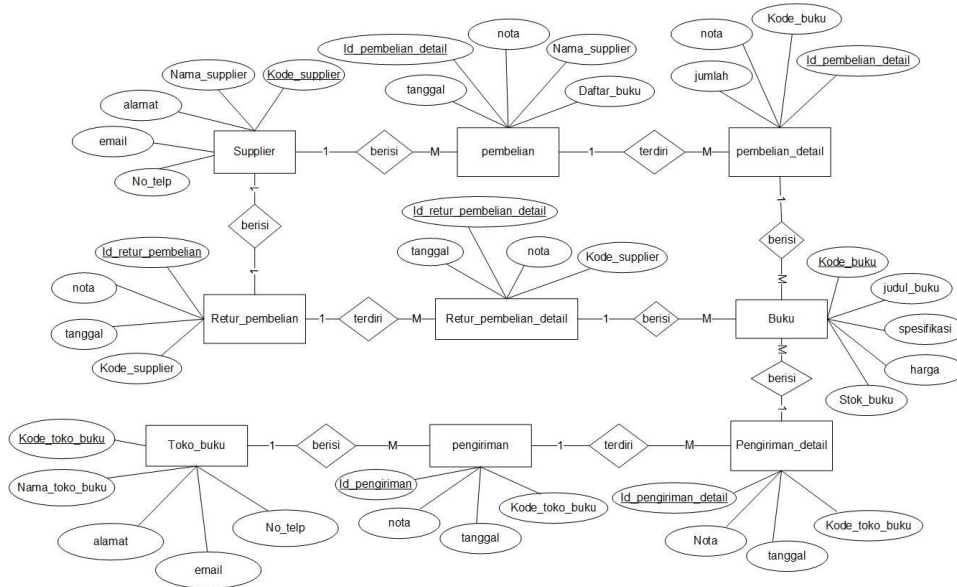 Nama_supplier
Kode_supplier
alamat
email
No_telp
Supplier
1
berisi
M
Id_pembelian_detail
nota
Nama_supplier
tanggal
Daftar_buku
pembelian
1
terdiri
M
nota
Kode_buku
jumlah
Id_pembelian_detail
pembelian_detail
1
berisi
1
1
berisi
M
Id_retur_pembelian
nota
tanggal
Kode_supplier
Retur_pembelian
1
terdiri
M
Id_retur_pembelian_detail
tanggal
nota
Kode_supplier
Retur_pembelian_detail
1
berisi
M
Kode_buku
judul_buku
spesifikasi
harga
Stok_buku
Buku
M
berisi
1
Kode_toko_buku
Nama_toko_buku
alamat
email
No_telp
Toko_buku
1
berisi
M
pengiriman
Id_pengiriman
nota
tanggal
Kode_toko_buku
1
terdiri
M
Pengiriman_detail
Id_pengiriman_detail
Nota
tanggal
Kode_toko_buku